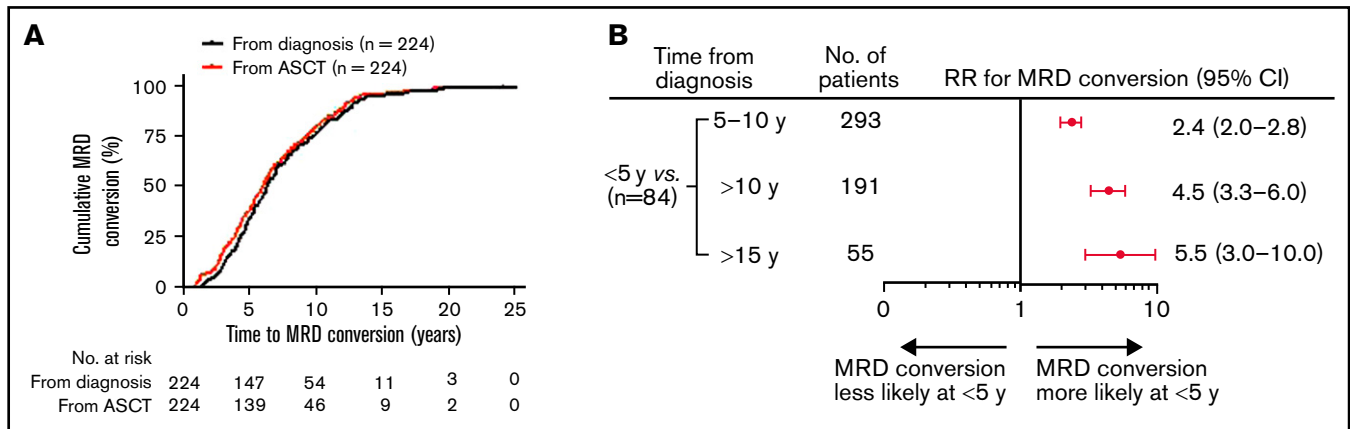 A
From diagnosis (n = 224)
From ASCT (n = 224)
Cumulative MRD
conversion (%)
100
75
50
25
0
0 5 10 15 20 25
Time to MRD conversion (years)
No. at risk
From diagnosis 224 147 54 11 3 0
From ASCT 224 139 46 9 2 0
B
Time from
diagnosis
No. of
patients
RR for MRD conversion (95% CI)
<5 y vs.
(n=84)
5–10 y 293 2.4 (2.0–2.8)
>10 y 191 4.5 (3.3–6.0)
>15 y 55 5.5 (3.0–10.0)
0 1 10
MRD conversion
less likely at <5 y
MRD conversion
more likely at <5 y